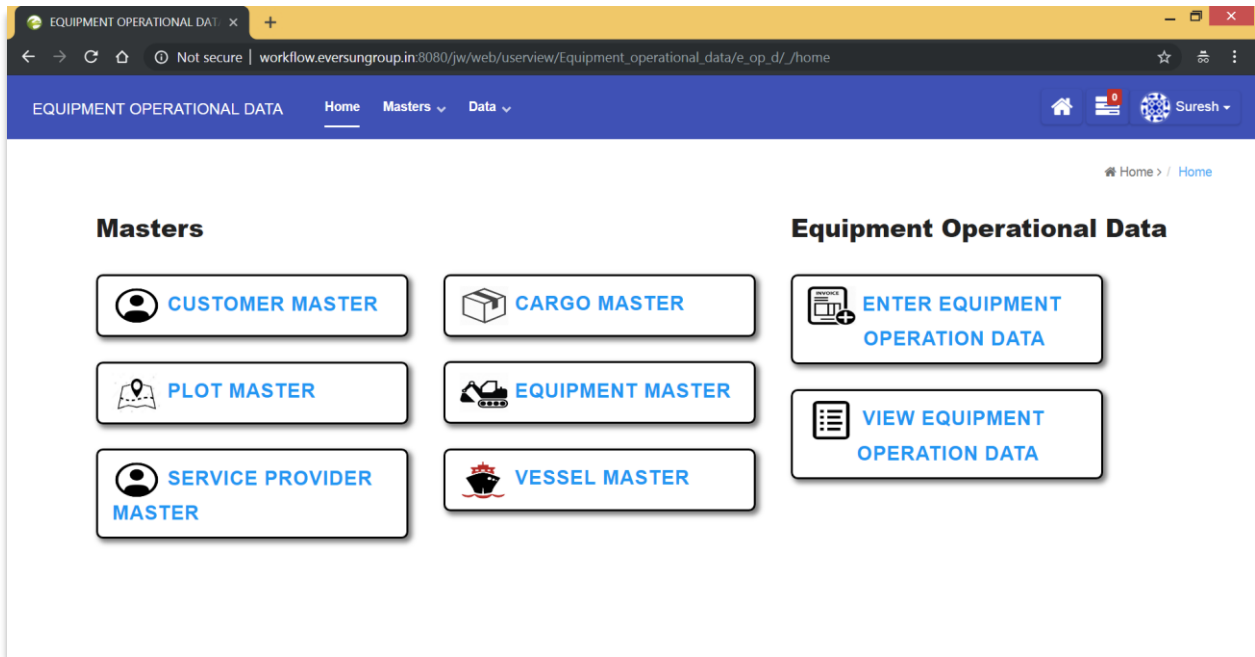 EQUIPMENT OPERATIONAL DAT
Not secure | workflow.eversungroup.in:8080/jw/web/userview/Equipment_operational_data/e_op_d/_/home
EQUIPMENT OPERATIONAL DATA Home Masters Data 0 Suresh
Home > / Home
Masters
CUSTOMER MASTER
PLOT MASTER
SERVICE PROVIDER
MASTER
CARGO MASTER
EQUIPMENT MASTER
VESSEL MASTER
Equipment Operational Data
INVOICE
ENTER EQUIPMENT
OPERATION DATA
VIEW EQUIPMENT
OPERATION DATA